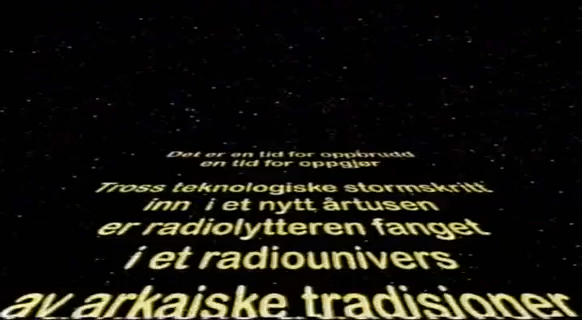 Det er en tid for oppbrudd
en tid for oppgjør
Tross teknologiske stormskritt
inn i et nytt årtusen
er radiolytteren fanget
i et radiounivers
av arkaiske tradisjoner